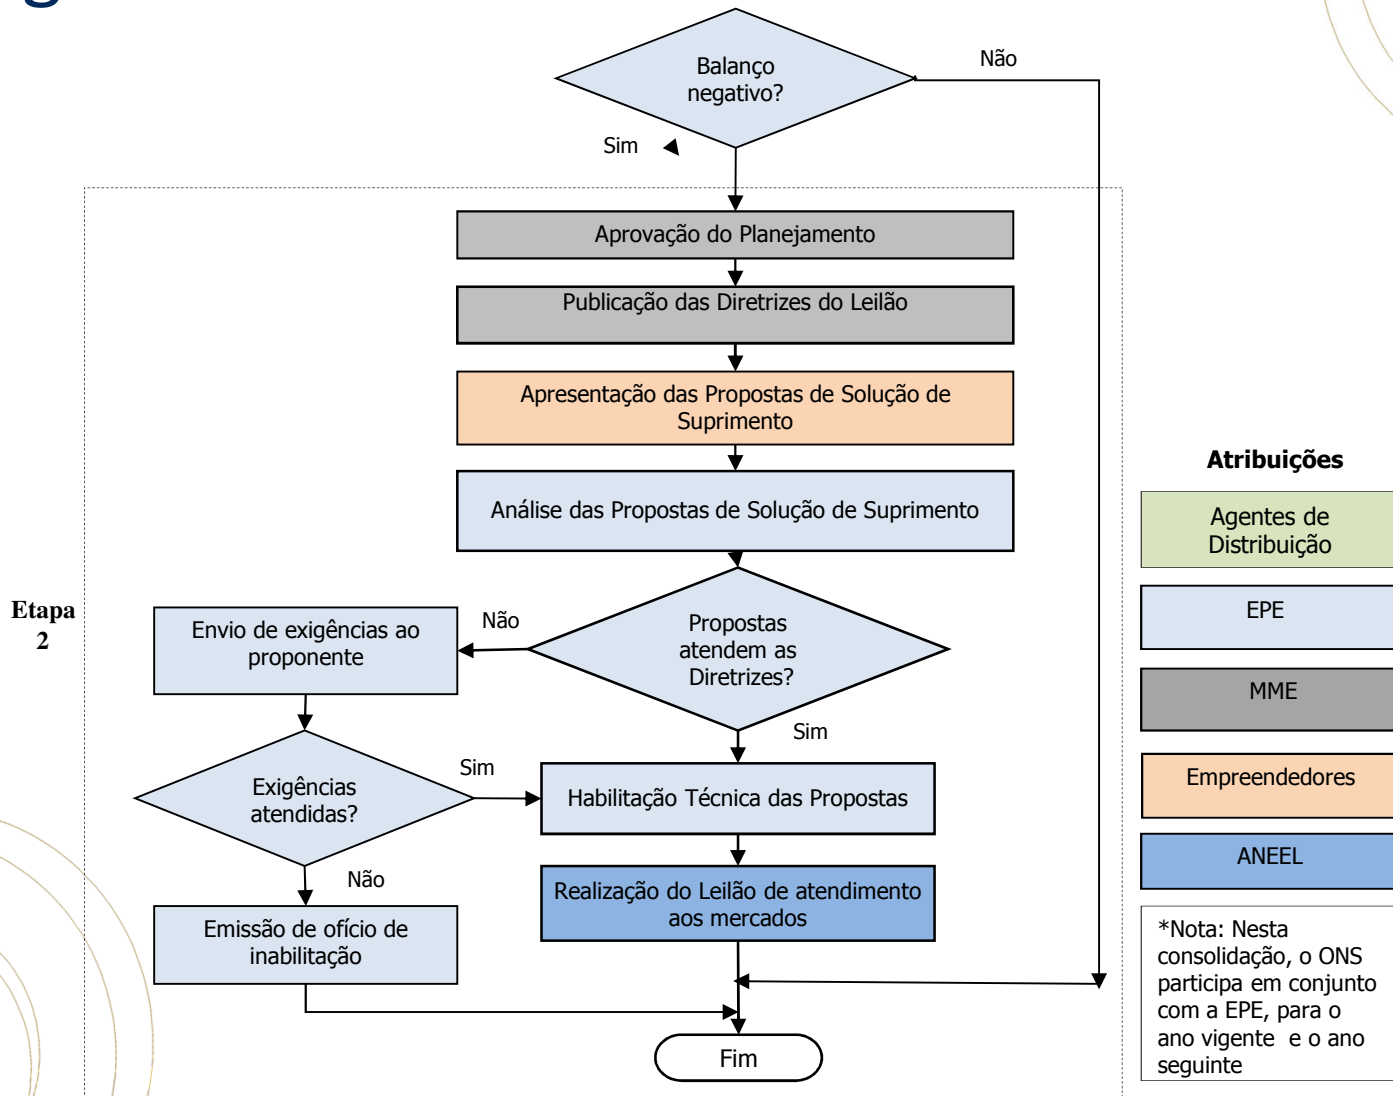 g
Balanço
negativo?
Não
Sim
Aprovação do Planejamento
Publicação das Diretrizes do Leilão
Apresentação das Propostas de Solução de
Suprimento
Análise das Propostas de Solução de Suprimento
Etapa
2
Envio de exigências ao
proponente
Não
Propostas
atendem as
Diretrizes?
Sim
Exigências
atendidas?
Sim
Habilitação Técnica das Propostas
Não
Realização do Leilão de atendimento
aos mercados
Emissão de ofício de
inabilitação
Fim
Atribuições
Agentes de
Distribuição
EPE
MME
Empreendedores
ANEEL
*Nota: Nesta
consolidação, o ONS
participa em conjunto
com a EPE, para o
ano vigente e o ano
seguinte